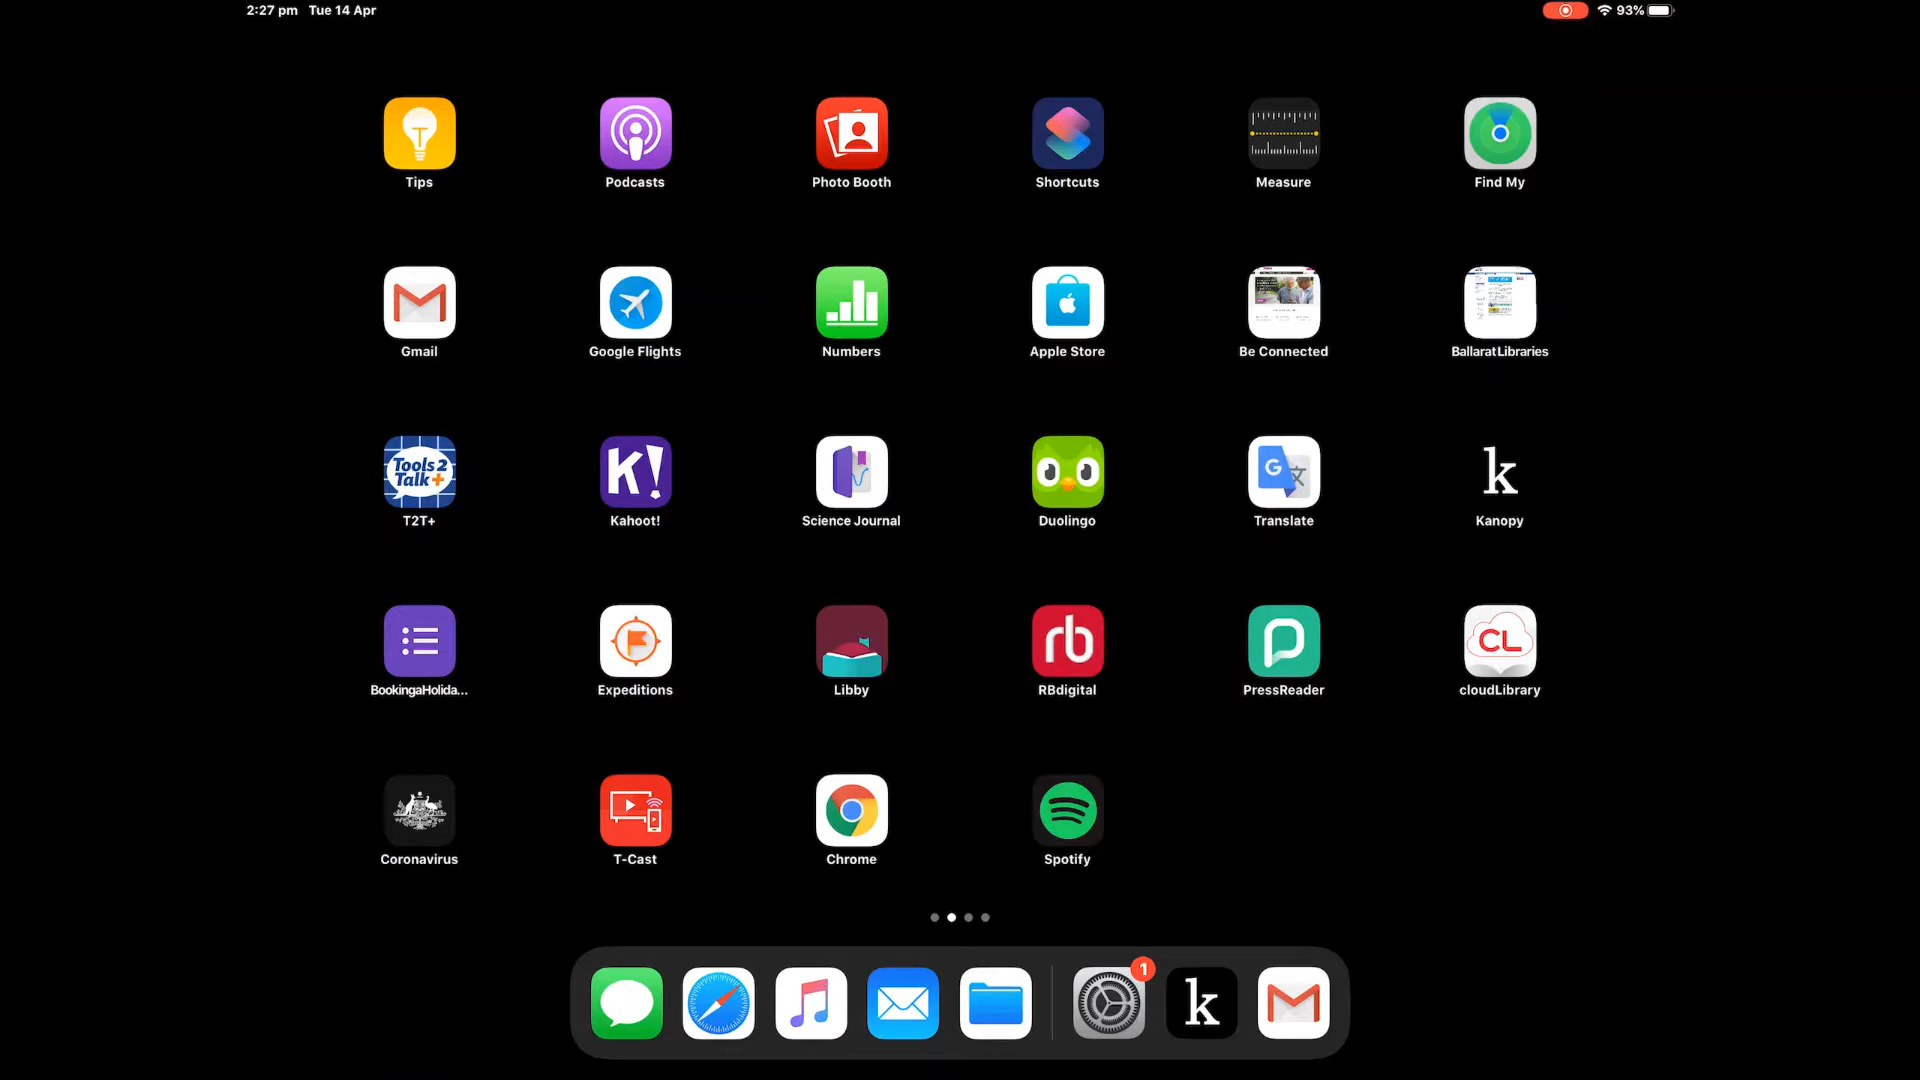 2:27 pm Tue 14 Apr
93%
Tips
Podcasts
Photo Booth
Shortcuts
Measure
Find My
Gmail
Google Flights
Numbers
Apple Store
Be Connected
Ballarat Libraries
Tools 2
Talk+
T2T+
K!
Kahoot!
Science Journal
Duolingo
G
Translate
k
Kanopy
BookingaHolida...
Expeditions
Libby
rb
RBdigital
PressReader
CL
cloudLibrary
Coronavirus
T-Cast
Chrome
Spotify
1
k